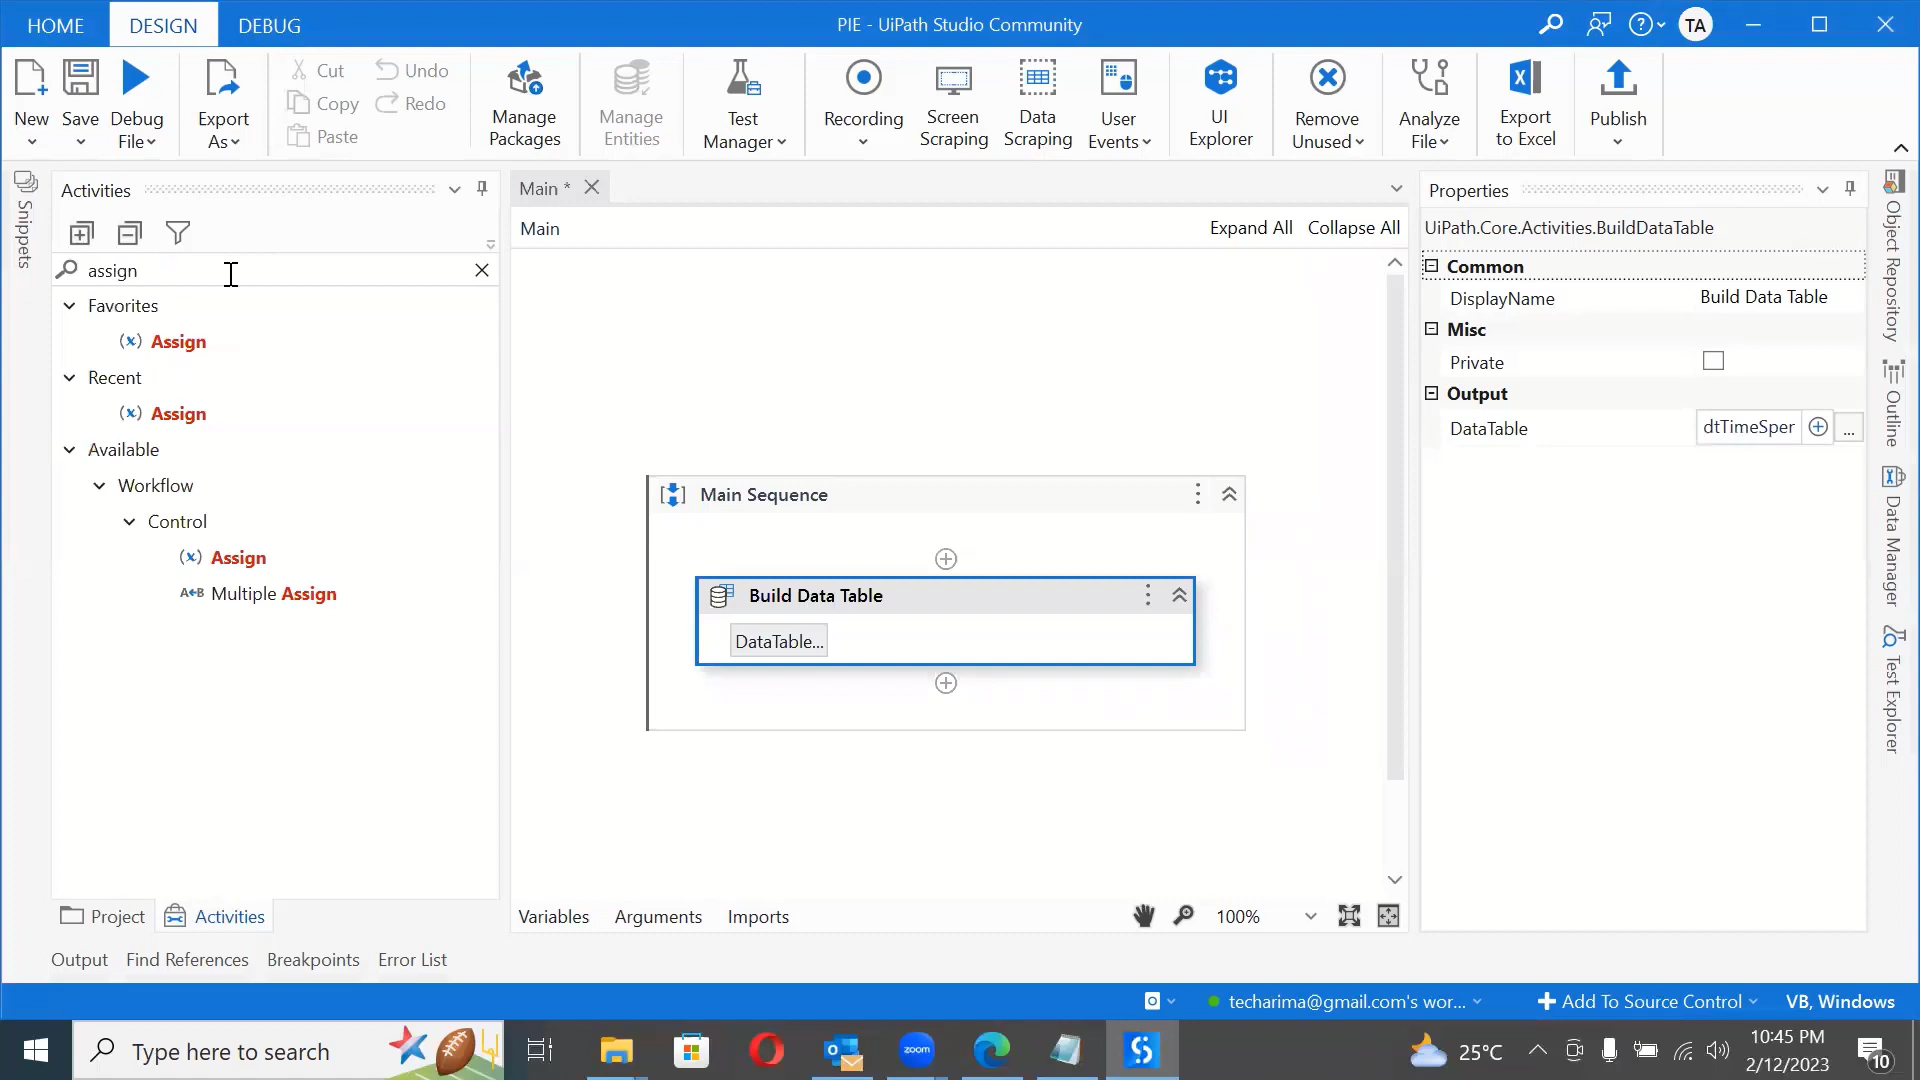 HOME DESIGN DEBUG PIE - UiPath Studio Community TA
New Save Debug File Export As Cut Copy Paste Undo Redo Manage Packages Manage Entities Test Manager Recording Screen Scraping Data Scraping User Events UI Explorer Remove Unused Analyze File Export to Excel Publish
Snippets
Activities
assign
Favorites
Assign
Recent
Assign
Available
Workflow
Control
Assign
Multiple Assign
Project Activities
Main *
Main Expand All Collapse All
Main Sequence
Build Data Table
DataTable...
Variables Arguments Imports 100%
Properties
UiPath.Core.Activities.BuildDataTable
Common
DisplayName Build Data Table
Misc
Private
Output
DataTable dtTimeSper ...
Object Repository
Outline
Data Manager
Test Explorer
Output Find References Breakpoints Error List
techarima@gmail.com's wor... Add To Source Control VB, Windows
Type here to search zoom 25°C 10:45 PM
2/12/2023 10